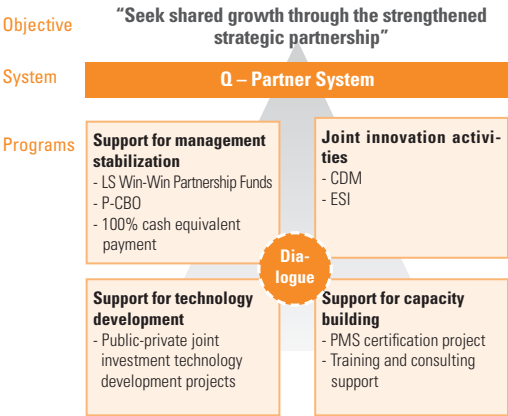 Objective
“Seek shared growth through the strengthened
strategic partnership”
System
Q – Partner System
Programs
Support for management
stabilization
- LS Win-Win Partnership Funds
- P-CBO
- 100% cash equivalent
payment
Joint innovation activi-
ties
- CDM
- ESI
Dia-
logue
Support for technology
development
- Public-private joint
investment technology
development projects
Support for capacity
building
- PMS certification project
- Training and consulting
support